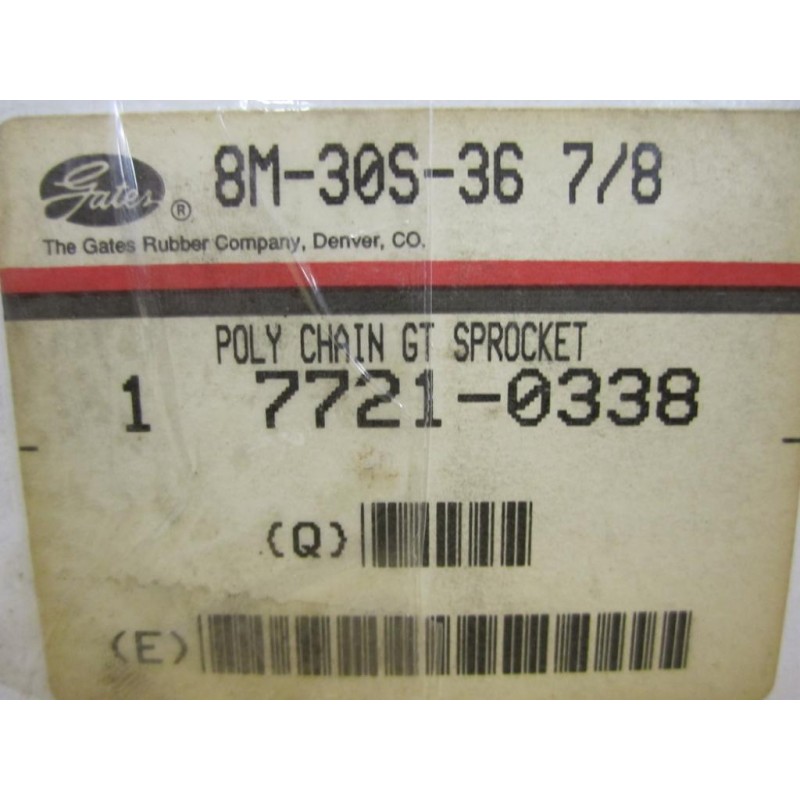 Gates ® 8M-30S-36 7/8
The Gates Rubber Company, Denver, CO.
POLY CHAIN GT SPROCKET
1 7721-0338
(Q)
(E)